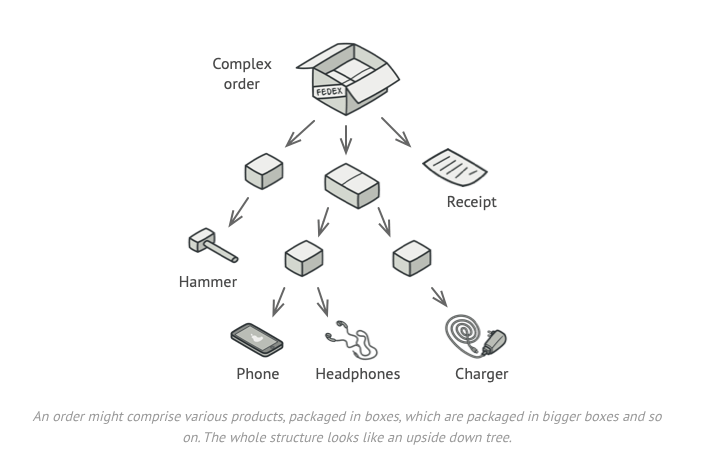 Complex
order
FEDEX
Receipt
Hammer
Phone
Headphones
Charger
An order might comprise various products, packaged in boxes, which are packaged in bigger boxes and so
on. The whole structure looks like an upside down tree.